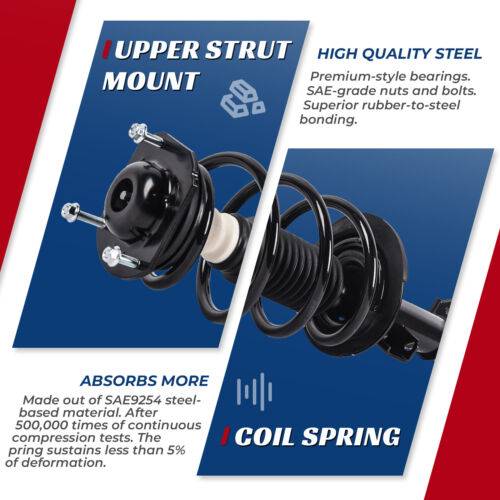 UPPER STRUT
MOUNT
HIGH QUALITY STEEL
Premium-style bearings.
SAE-grade nuts and bolts.
Superior rubber-to-steel
bonding.
ABSORBS MORE
Made out of SAE9254 steel-
based material. After
500,000 times of continuous
compression tests. The
pring sustains less than 5%
of deformation.
COIL SPRING